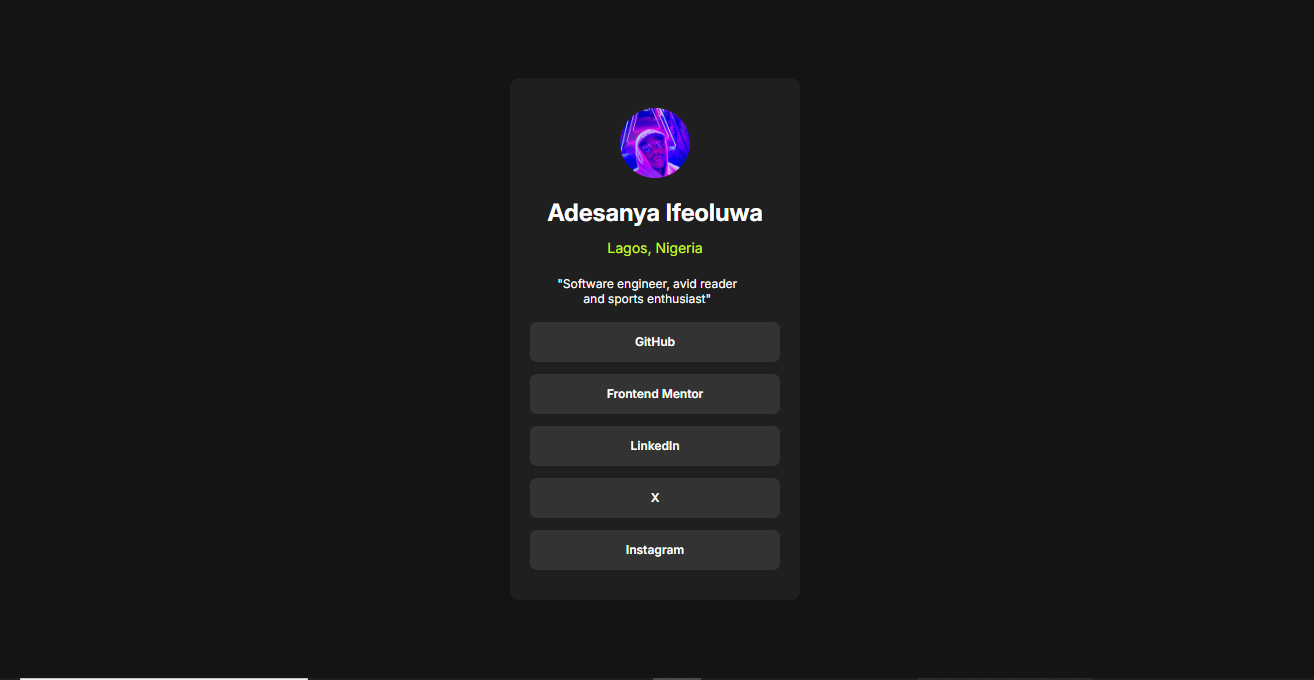 Adesanya Ifeoluwa
Lagos, Nigeria
"Software engineer, avid reader
and sports enthusiast"
GitHub
Frontend Mentor
LinkedIn
X
Instagram